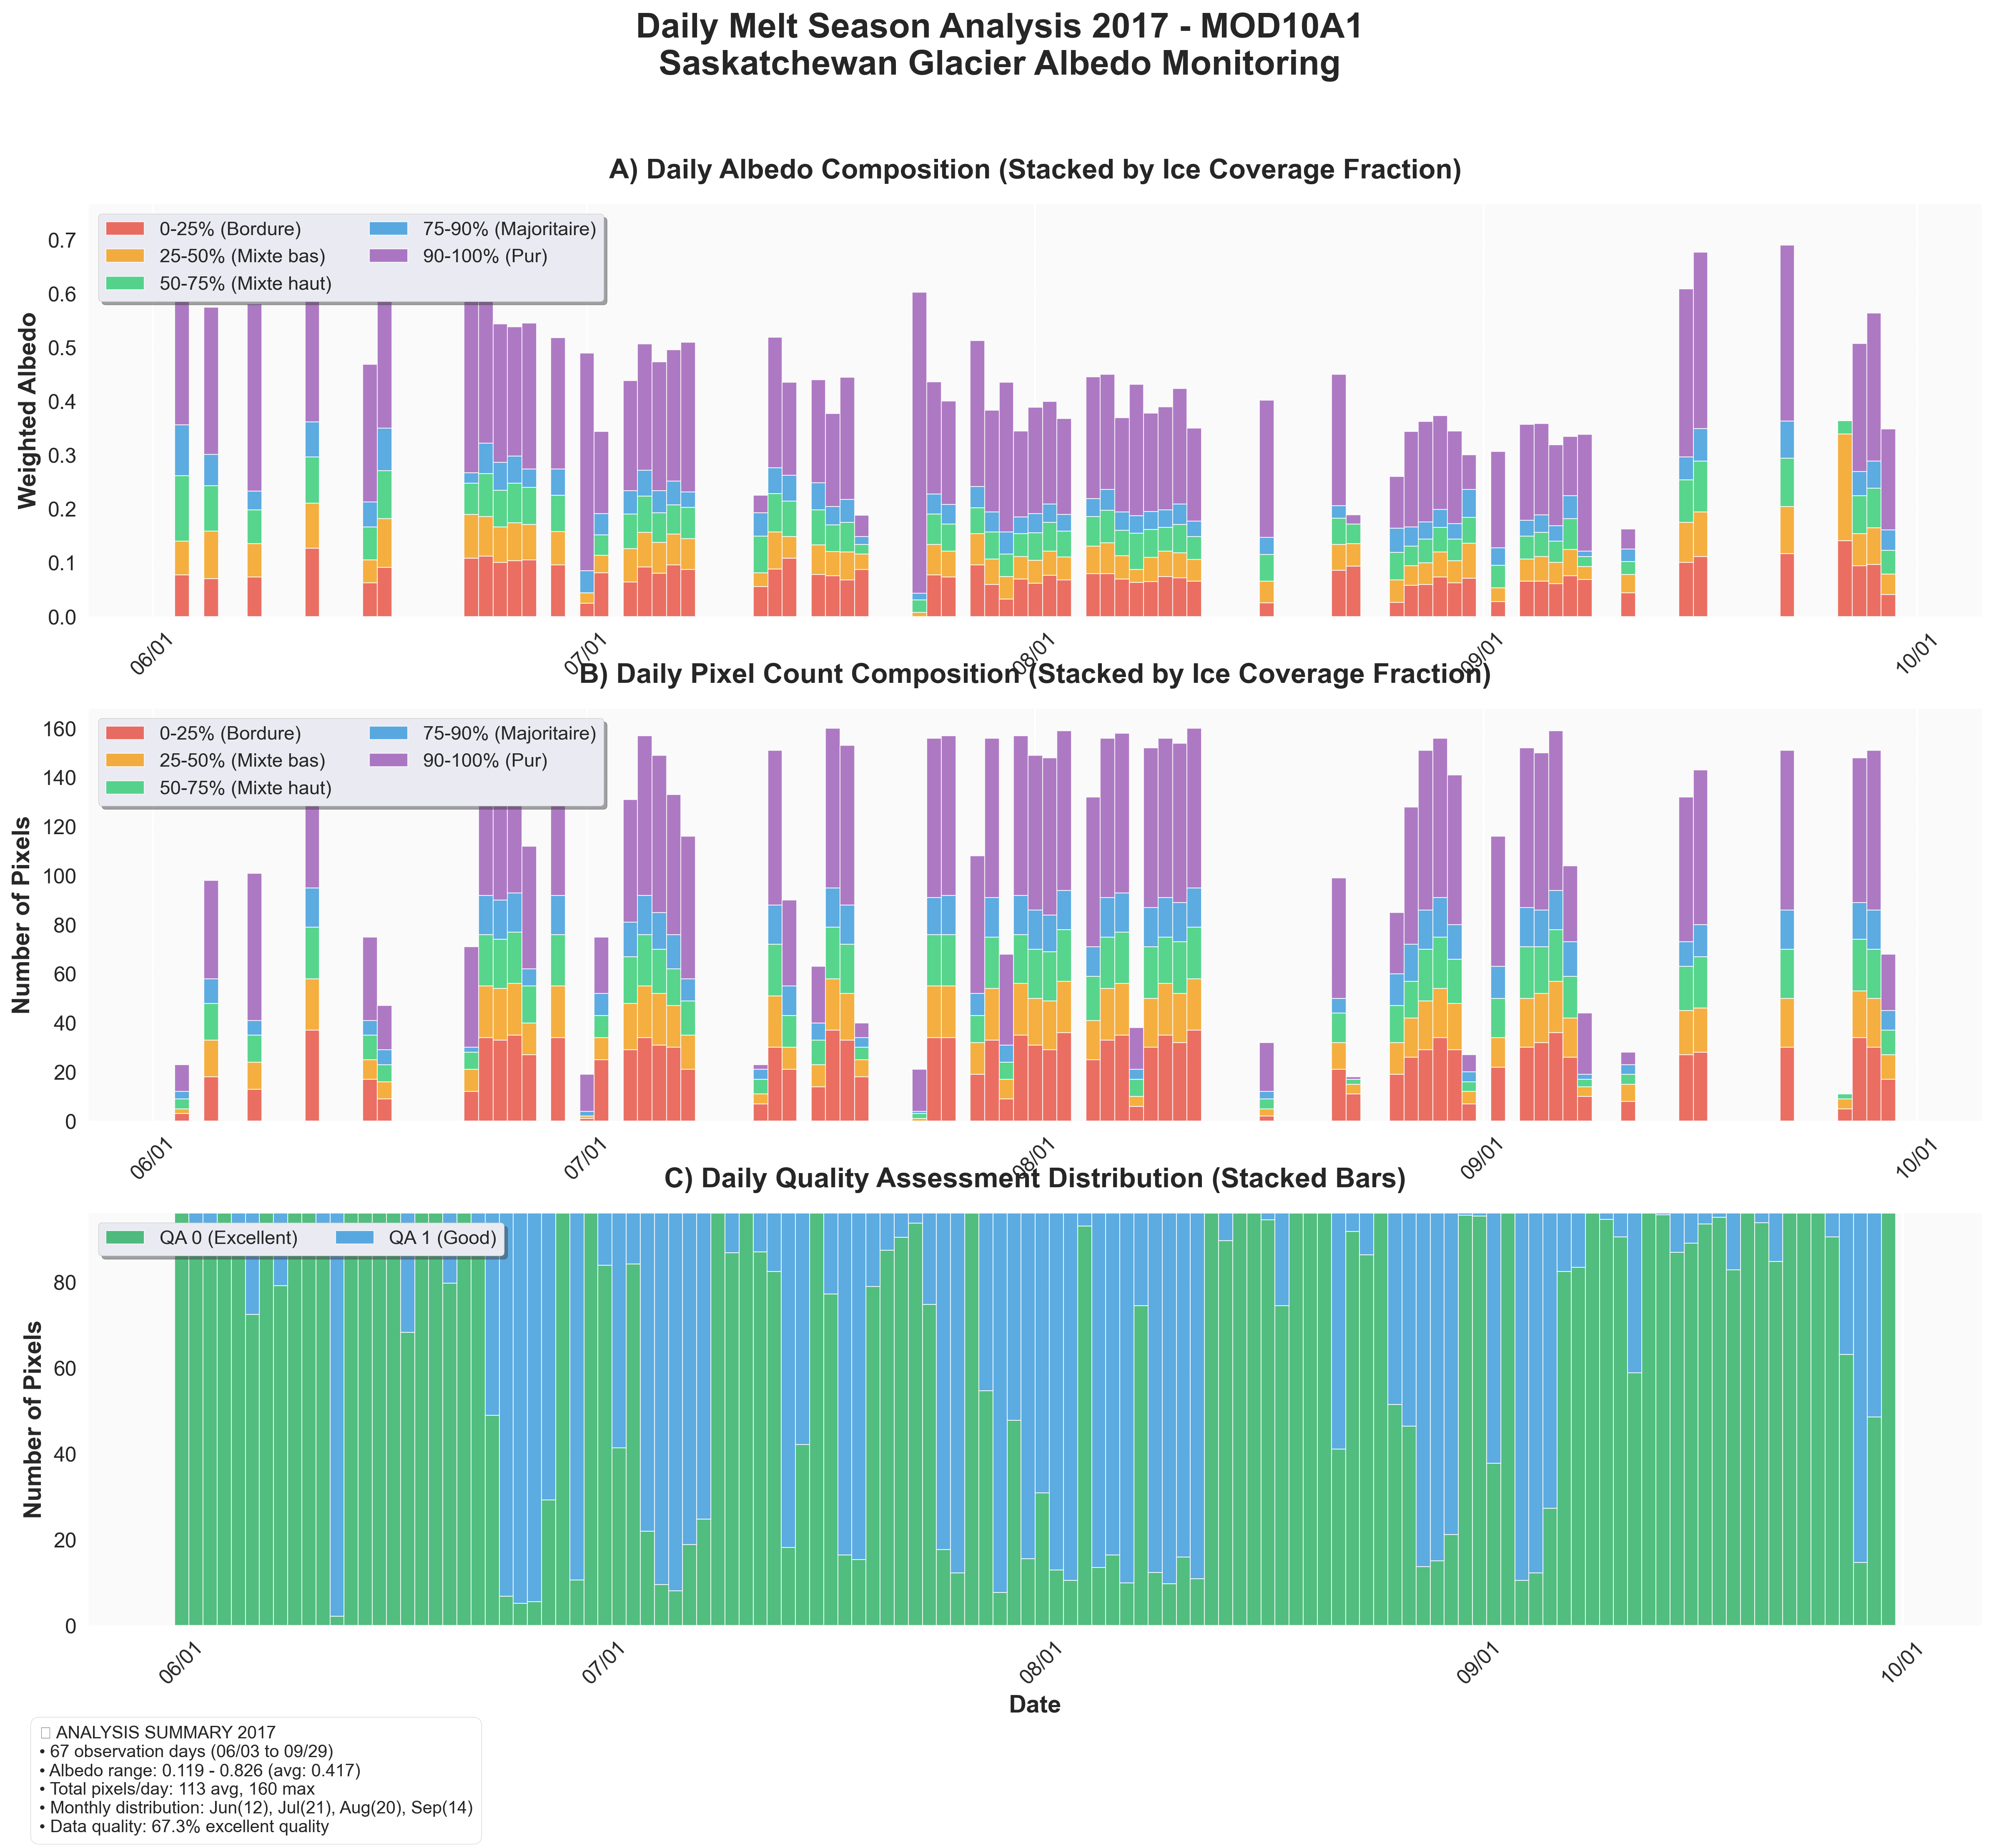 Daily Melt Season Analysis 2017 - MOD10A1
Saskatchewan Glacier Albedo Monitoring
A) Daily Albedo Composition (Stacked by Ice Coverage Fraction)
0-25% (Bordure)
25-50% (Mixte bas)
50-75% (Mixte haut)
75-90% (Majoritaire)
90-100% (Pur)
Weighted Albedo
0.7
0.6
0.5
0.4
0.3
0.2
0.1
0.0
06/01
07/01
08/01
09/01
10/01
B) Daily Pixel Count Composition (Stacked by Ice Coverage Fraction)
0-25% (Bordure)
25-50% (Mixte bas)
50-75% (Mixte haut)
75-90% (Majoritaire)
90-100% (Pur)
Number of Pixels
160
140
120
100
80
60
40
20
0
06/01
07/01
08/01
09/01
10/01
C) Daily Quality Assessment Distribution (Stacked Bars)
QA 0 (Excellent)
QA 1 (Good)
Number of Pixels
80
60
40
20
0
06/01
07/01
08/01
09/01
10/01
Date
ANALYSIS SUMMARY 2017
• 67 observation days (06/03 to 09/29)
• Albedo range: 0.119 - 0.826 (avg: 0.417)
• Total pixels/day: 113 avg, 160 max
• Monthly distribution: Jun(12), Jul(21), Aug(20), Sep(14)
• Data quality: 67.3% excellent quality